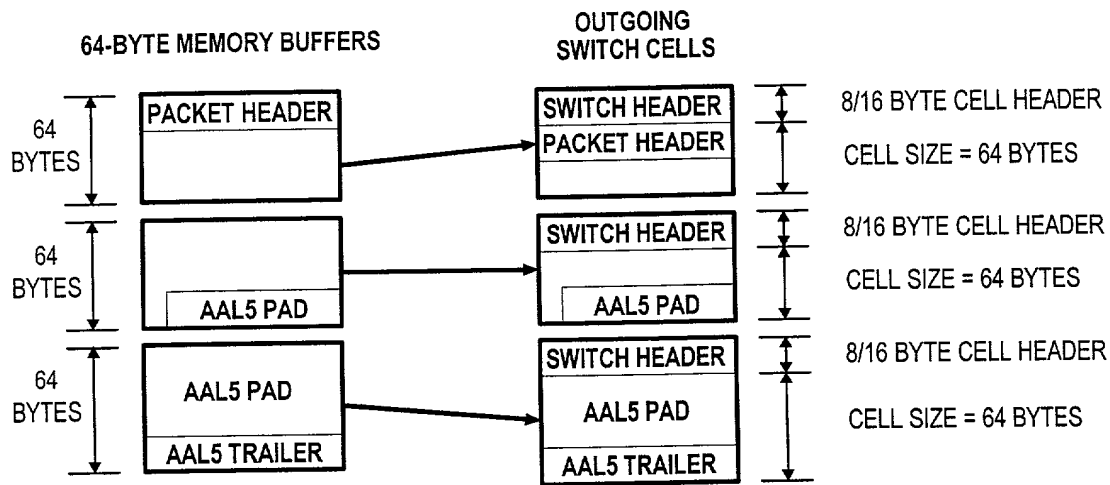 64-BYTE MEMORY BUFFERS
OUTGOING
SWITCH CELLS
64
BYTES
PACKET HEADER
SWITCH HEADER
PACKET HEADER
8/16 BYTE CELL HEADER
CELL SIZE = 64 BYTES
64
BYTES
AAL5 PAD
SWITCH HEADER
AAL5 PAD
8/16 BYTE CELL HEADER
CELL SIZE = 64 BYTES
64
BYTES
AAL5 PAD
AAL5 TRAILER
SWITCH HEADER
AAL5 PAD
AAL5 TRAILER
8/16 BYTE CELL HEADER
CELL SIZE = 64 BYTES